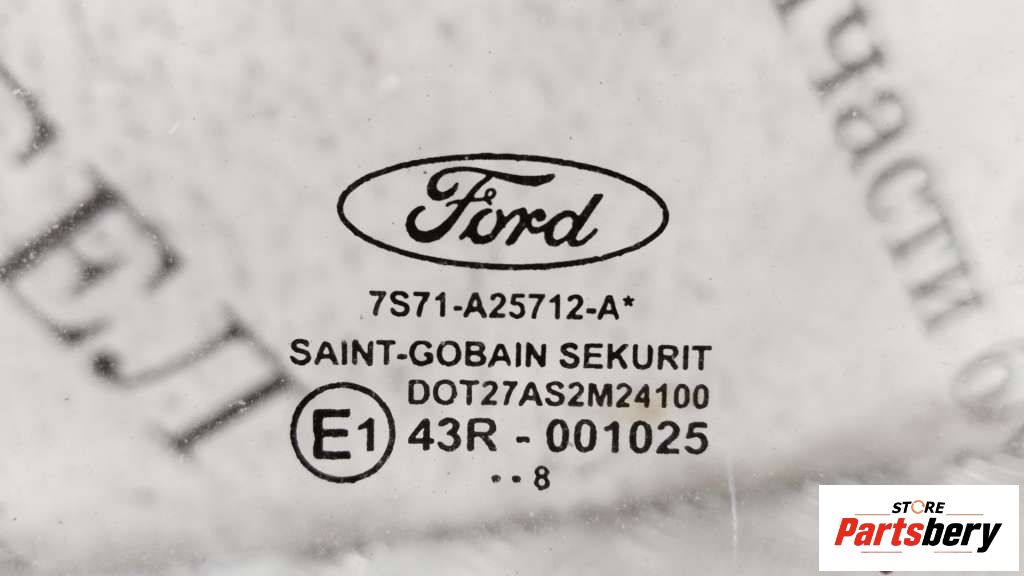 Ford
7S71-A25712-A*
SAINT-GOBAIN SEKURIT
DOT27AS2M24100
E1 43R - 001025
··8
STORE
Partsbery